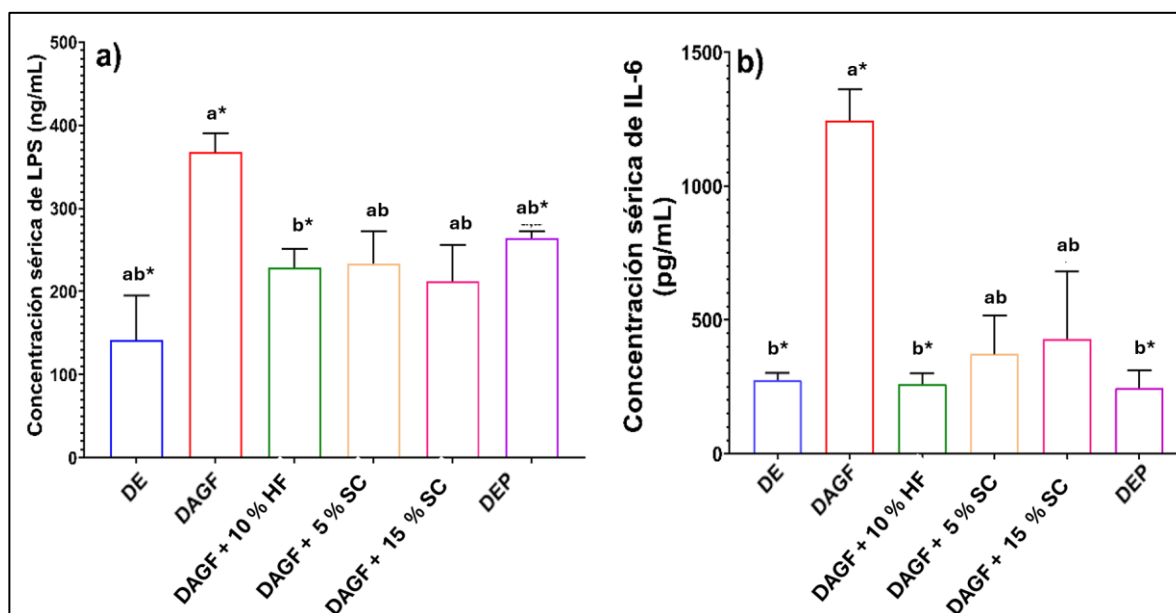 a)
Concentración sérica de LPS (ng/mL)
500
400
300
200
100
0
ab*
a*
b*
ab
ab
ab*
DE
DAGF
DAGF + 10 % HF
DAGF + 5 % SC
DAGF + 15 % SC
DEP
b)
Concentración sérica de IL-6
(pg/mL)
1500
1000
500
0
b*
a*
b*
ab
ab
b*
DE
DAGF
DAGF + 10 % HF
DAGF + 5 % SC
DAGF + 15 % SC
DEP